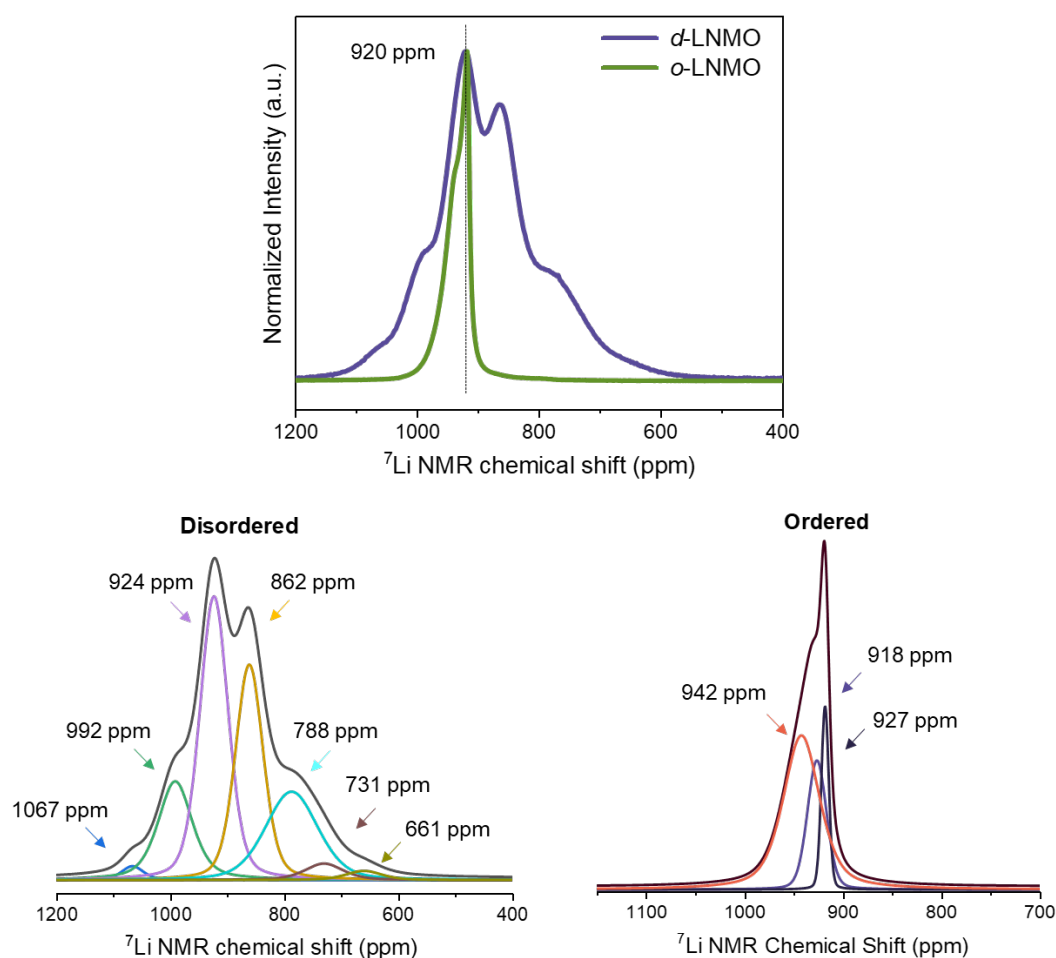 920 ppm
d-LNMO
o-LNMO
Normalized Intensity (a.u.)
1200
1000
800
600
400
⁷Li NMR chemical shift (ppm)
Disordered
924 ppm
862 ppm
992 ppm
788 ppm
731 ppm
1067 ppm
661 ppm
1200
1000
800
600
400
⁷Li NMR chemical shift (ppm)
Ordered
918 ppm
942 ppm
927 ppm
1100
1000
900
800
700
⁷Li NMR Chemical Shift (ppm)